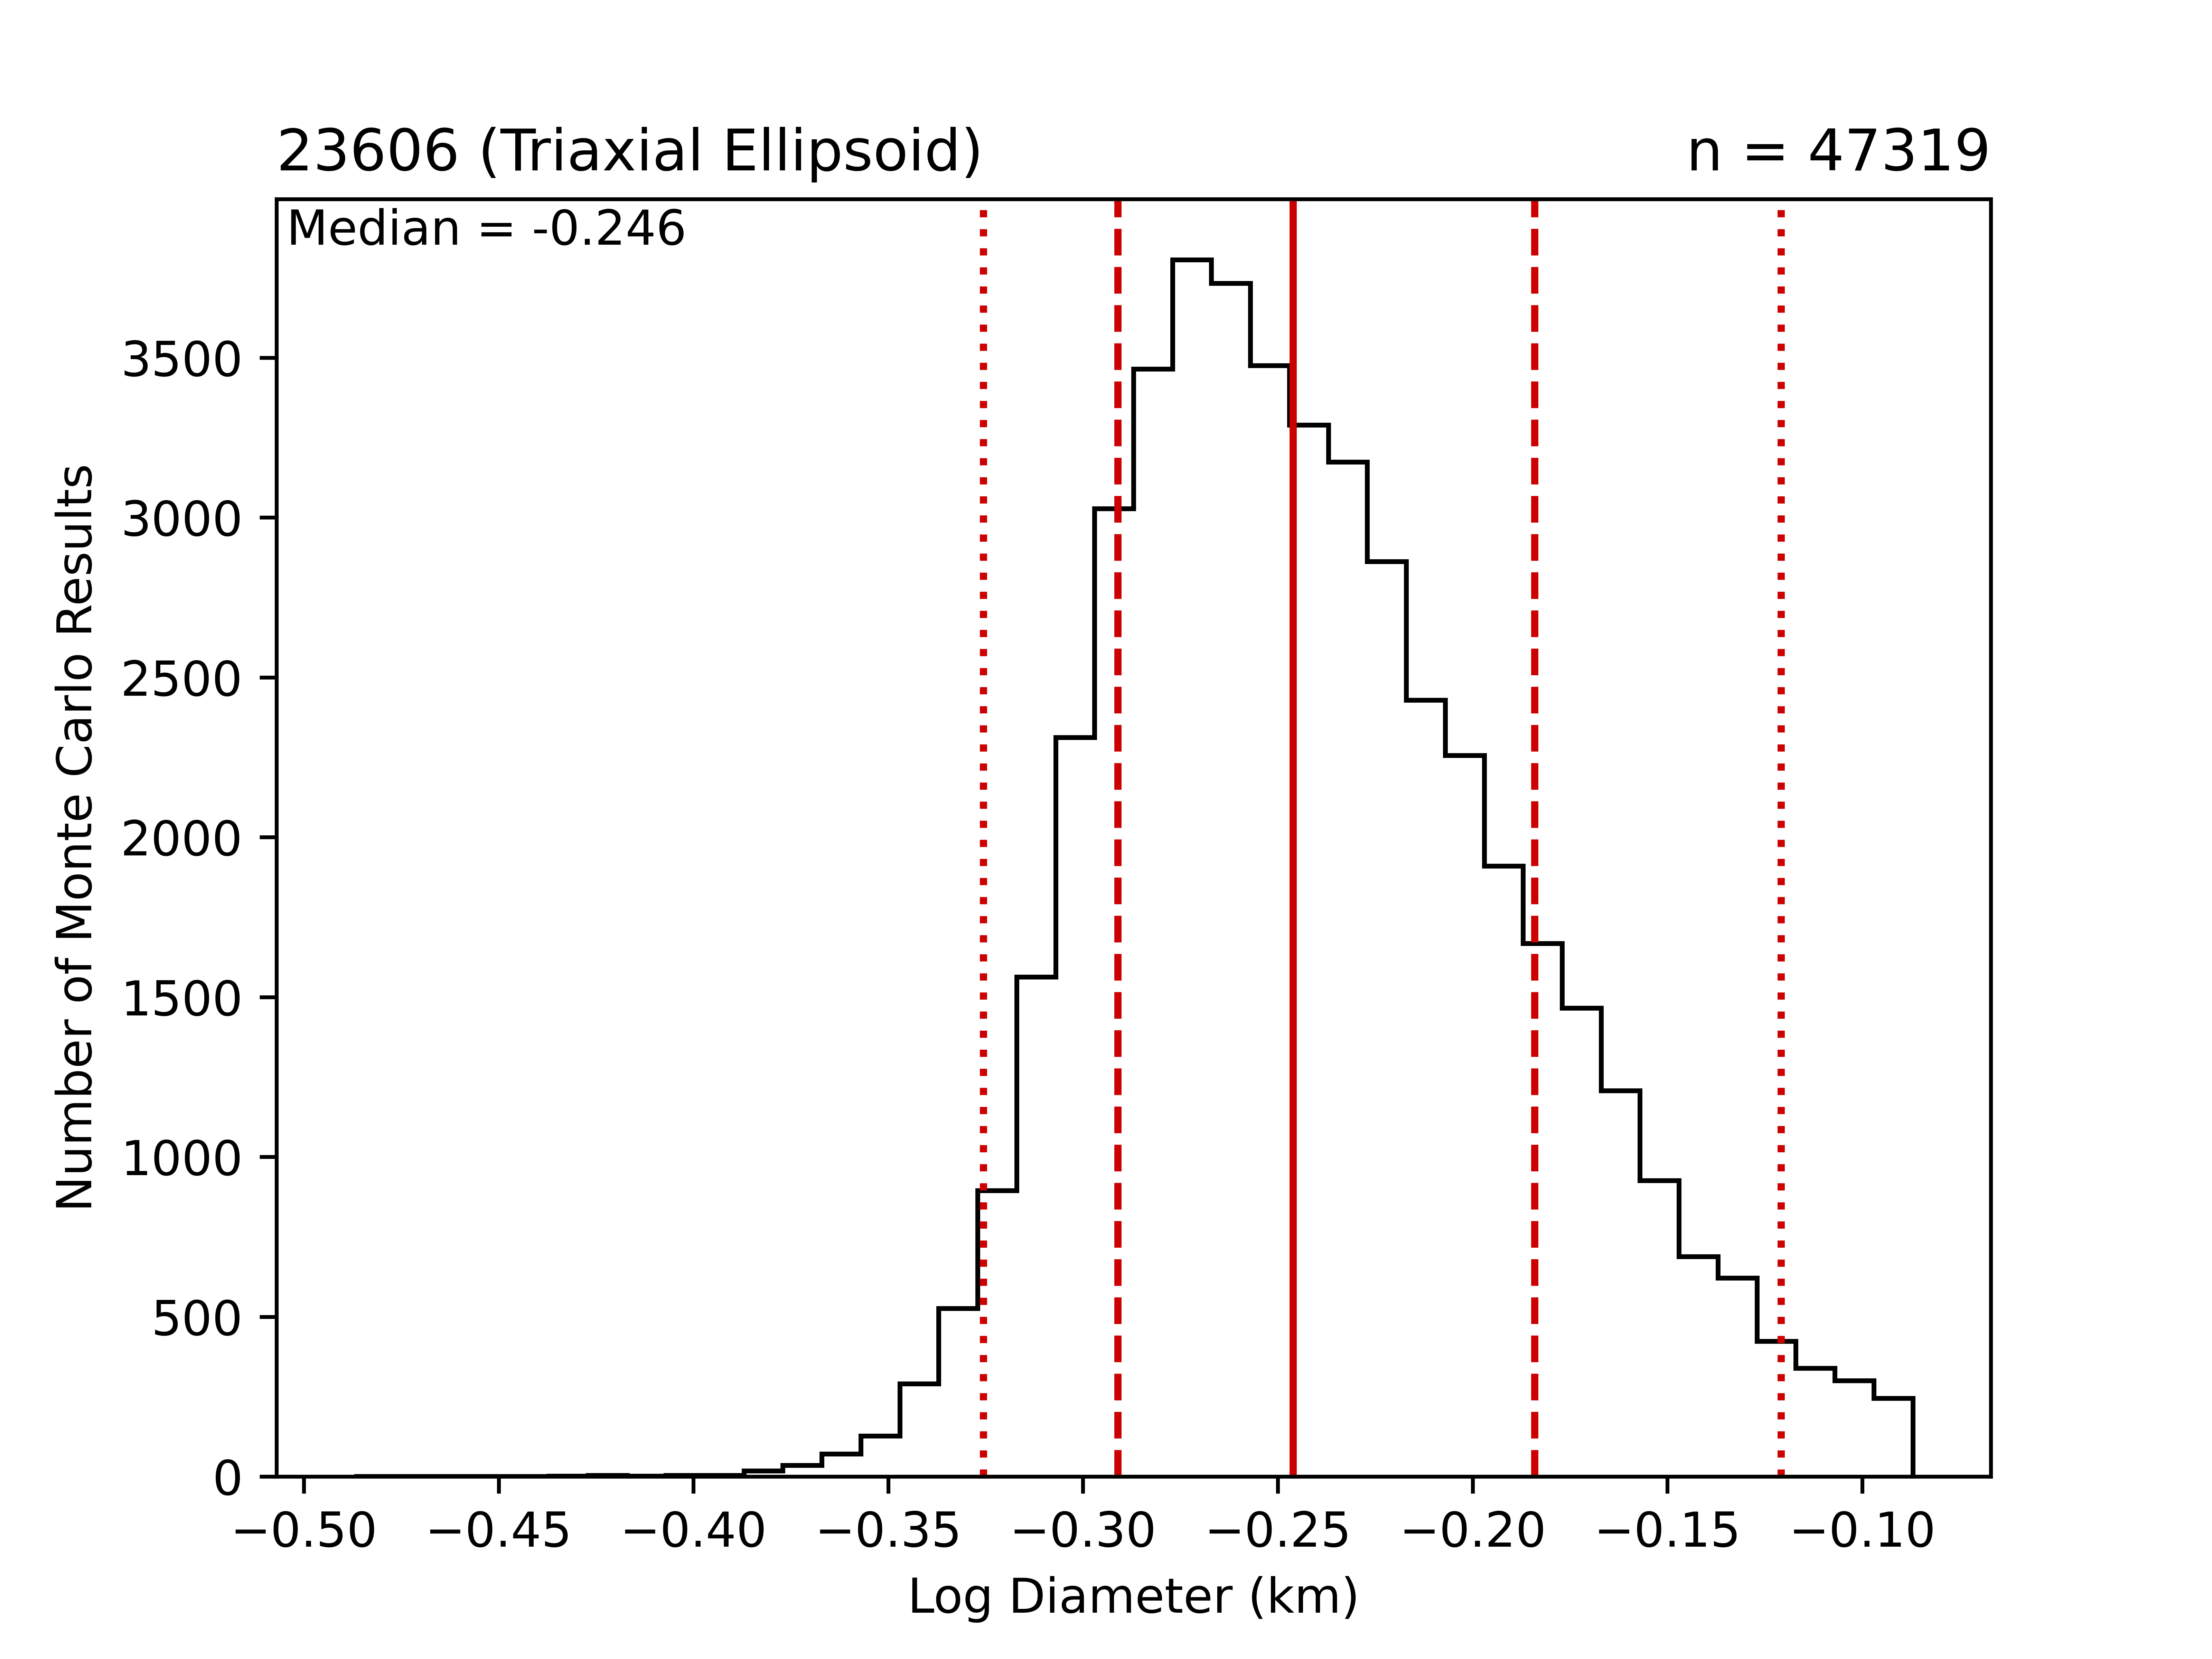 23606 (Triaxial Ellipsoid)
n = 47319
Median = -0.246
Number of Monte Carlo Results
3500
3000
2500
2000
1500
1000
500
0
−0.50 −0.45 −0.40 −0.35 −0.30 −0.25 −0.20 −0.15 −0.10
Log Diameter (km)